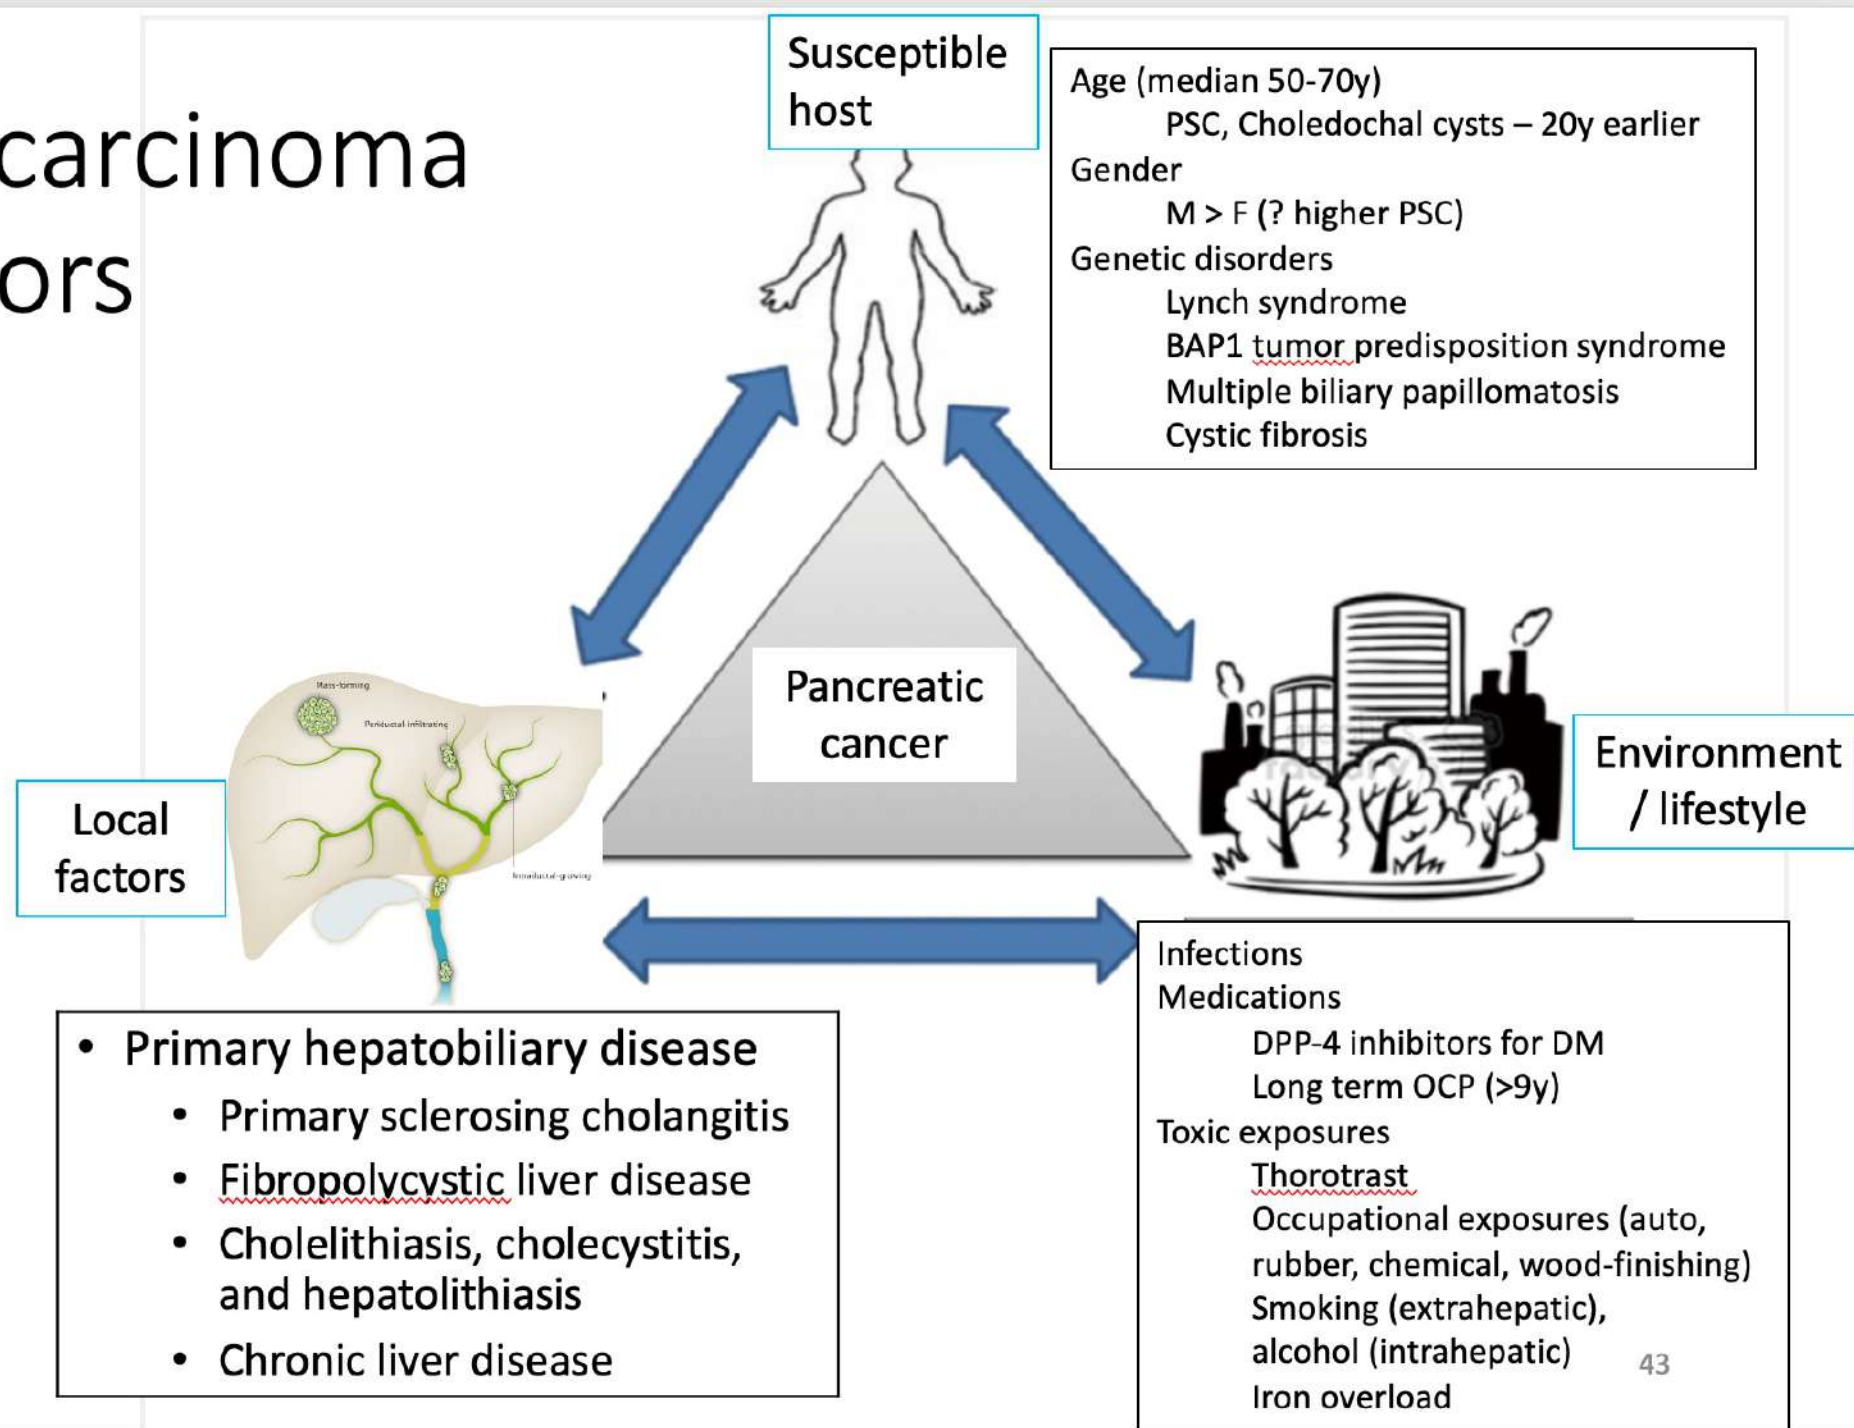 carcinoma
ors
Susceptible
host
Age (median 50-70y)
PSC, Choledochal cysts – 20y earlier
Gender
M > F (? higher PSC)
Genetic disorders
Lynch syndrome
BAP1 tumor predisposition syndrome
Multiple biliary papillomatosis
Cystic fibrosis
Pancreatic
cancer
Mass-forming
Periductal infiltrating
Intraductal-growing
Local
factors
Environment
/ lifestyle
• Primary hepatobiliary disease
• Primary sclerosing cholangitis
• Fibropolycystic liver disease
• Cholelithiasis, cholecystitis,
and hepatolithiasis
• Chronic liver disease
Infections
Medications
DPP-4 inhibitors for DM
Long term OCP (>9y)
Toxic exposures
Thorotrast
Occupational exposures (auto,
rubber, chemical, wood-finishing)
Smoking (extrahepatic),
alcohol (intrahepatic)
Iron overload
43